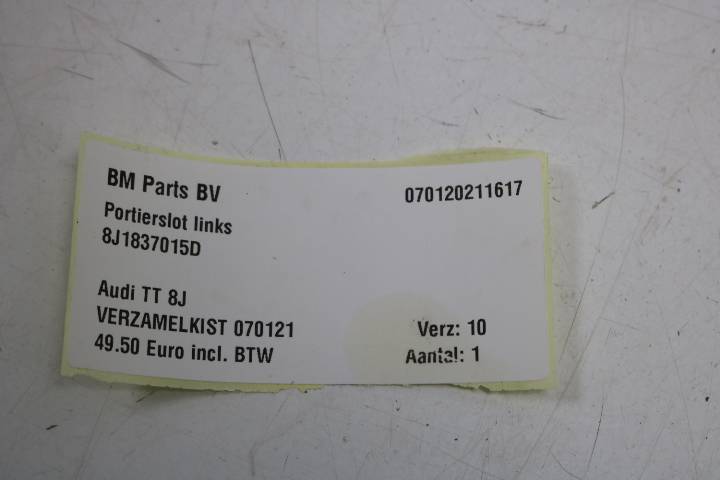 BM Parts BV 070120211617
Portierslot links
8J1837015D
Audi TT 8J
VERZAMELKIST 070121 Verz: 10
49.50 Euro incl. BTW Aantal: 1